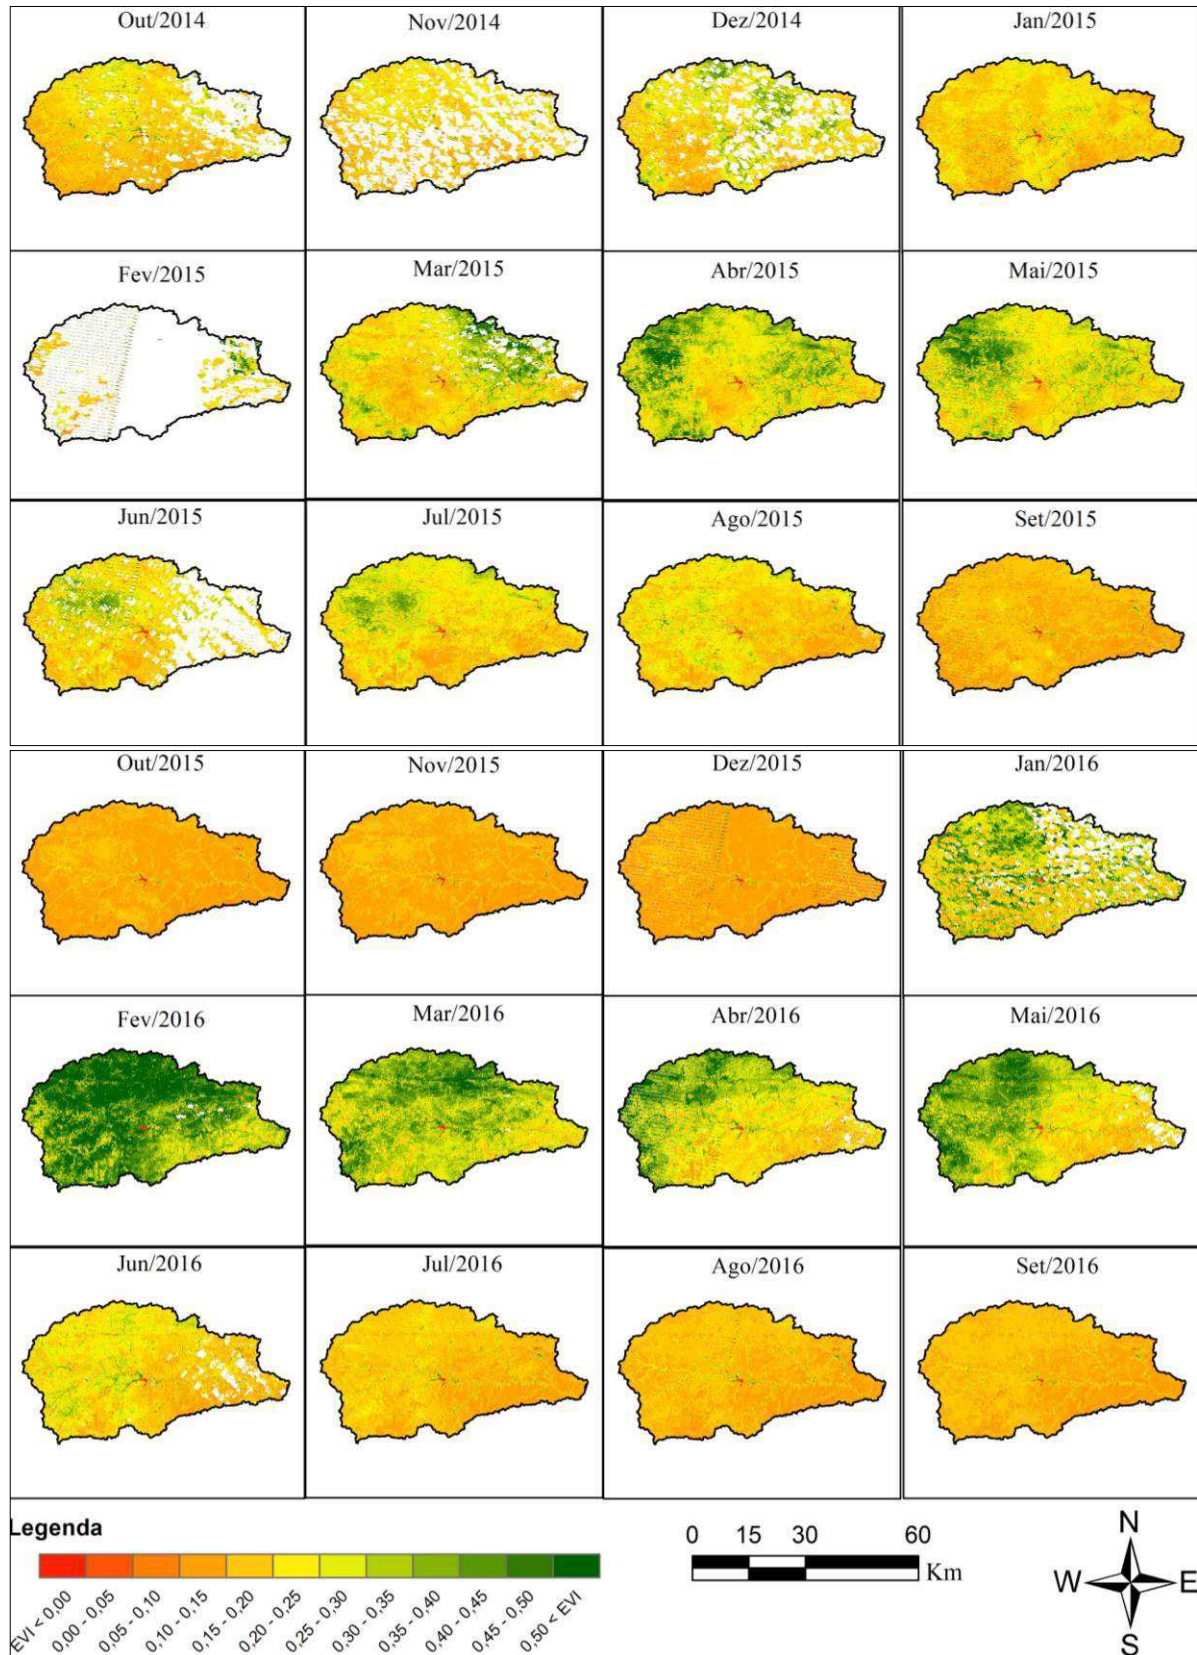 Out/2014
Nov/2014
Dez/2014
Jan/2015
Fev/2015
Mar/2015
Abr/2015
Mai/2015
Jun/2015
Jul/2015
Ago/2015
Set/2015
Out/2015
Nov/2015
Dez/2015
Jan/2016
Fev/2016
Mar/2016
Abr/2016
Mai/2016
Jun/2016
Jul/2016
Ago/2016
Set/2016
Legenda
EVI < 0,00
0,00 - 0,05
0,05 - 0,10
0,10 - 0,15
0,15 - 0,20
0,20 - 0,25
0,25 - 0,30
0,30 - 0,35
0,35 - 0,40
0,40 - 0,45
0,45 - 0,50
0,50 < EVI
0 15 30 60
Km
N
W E
S